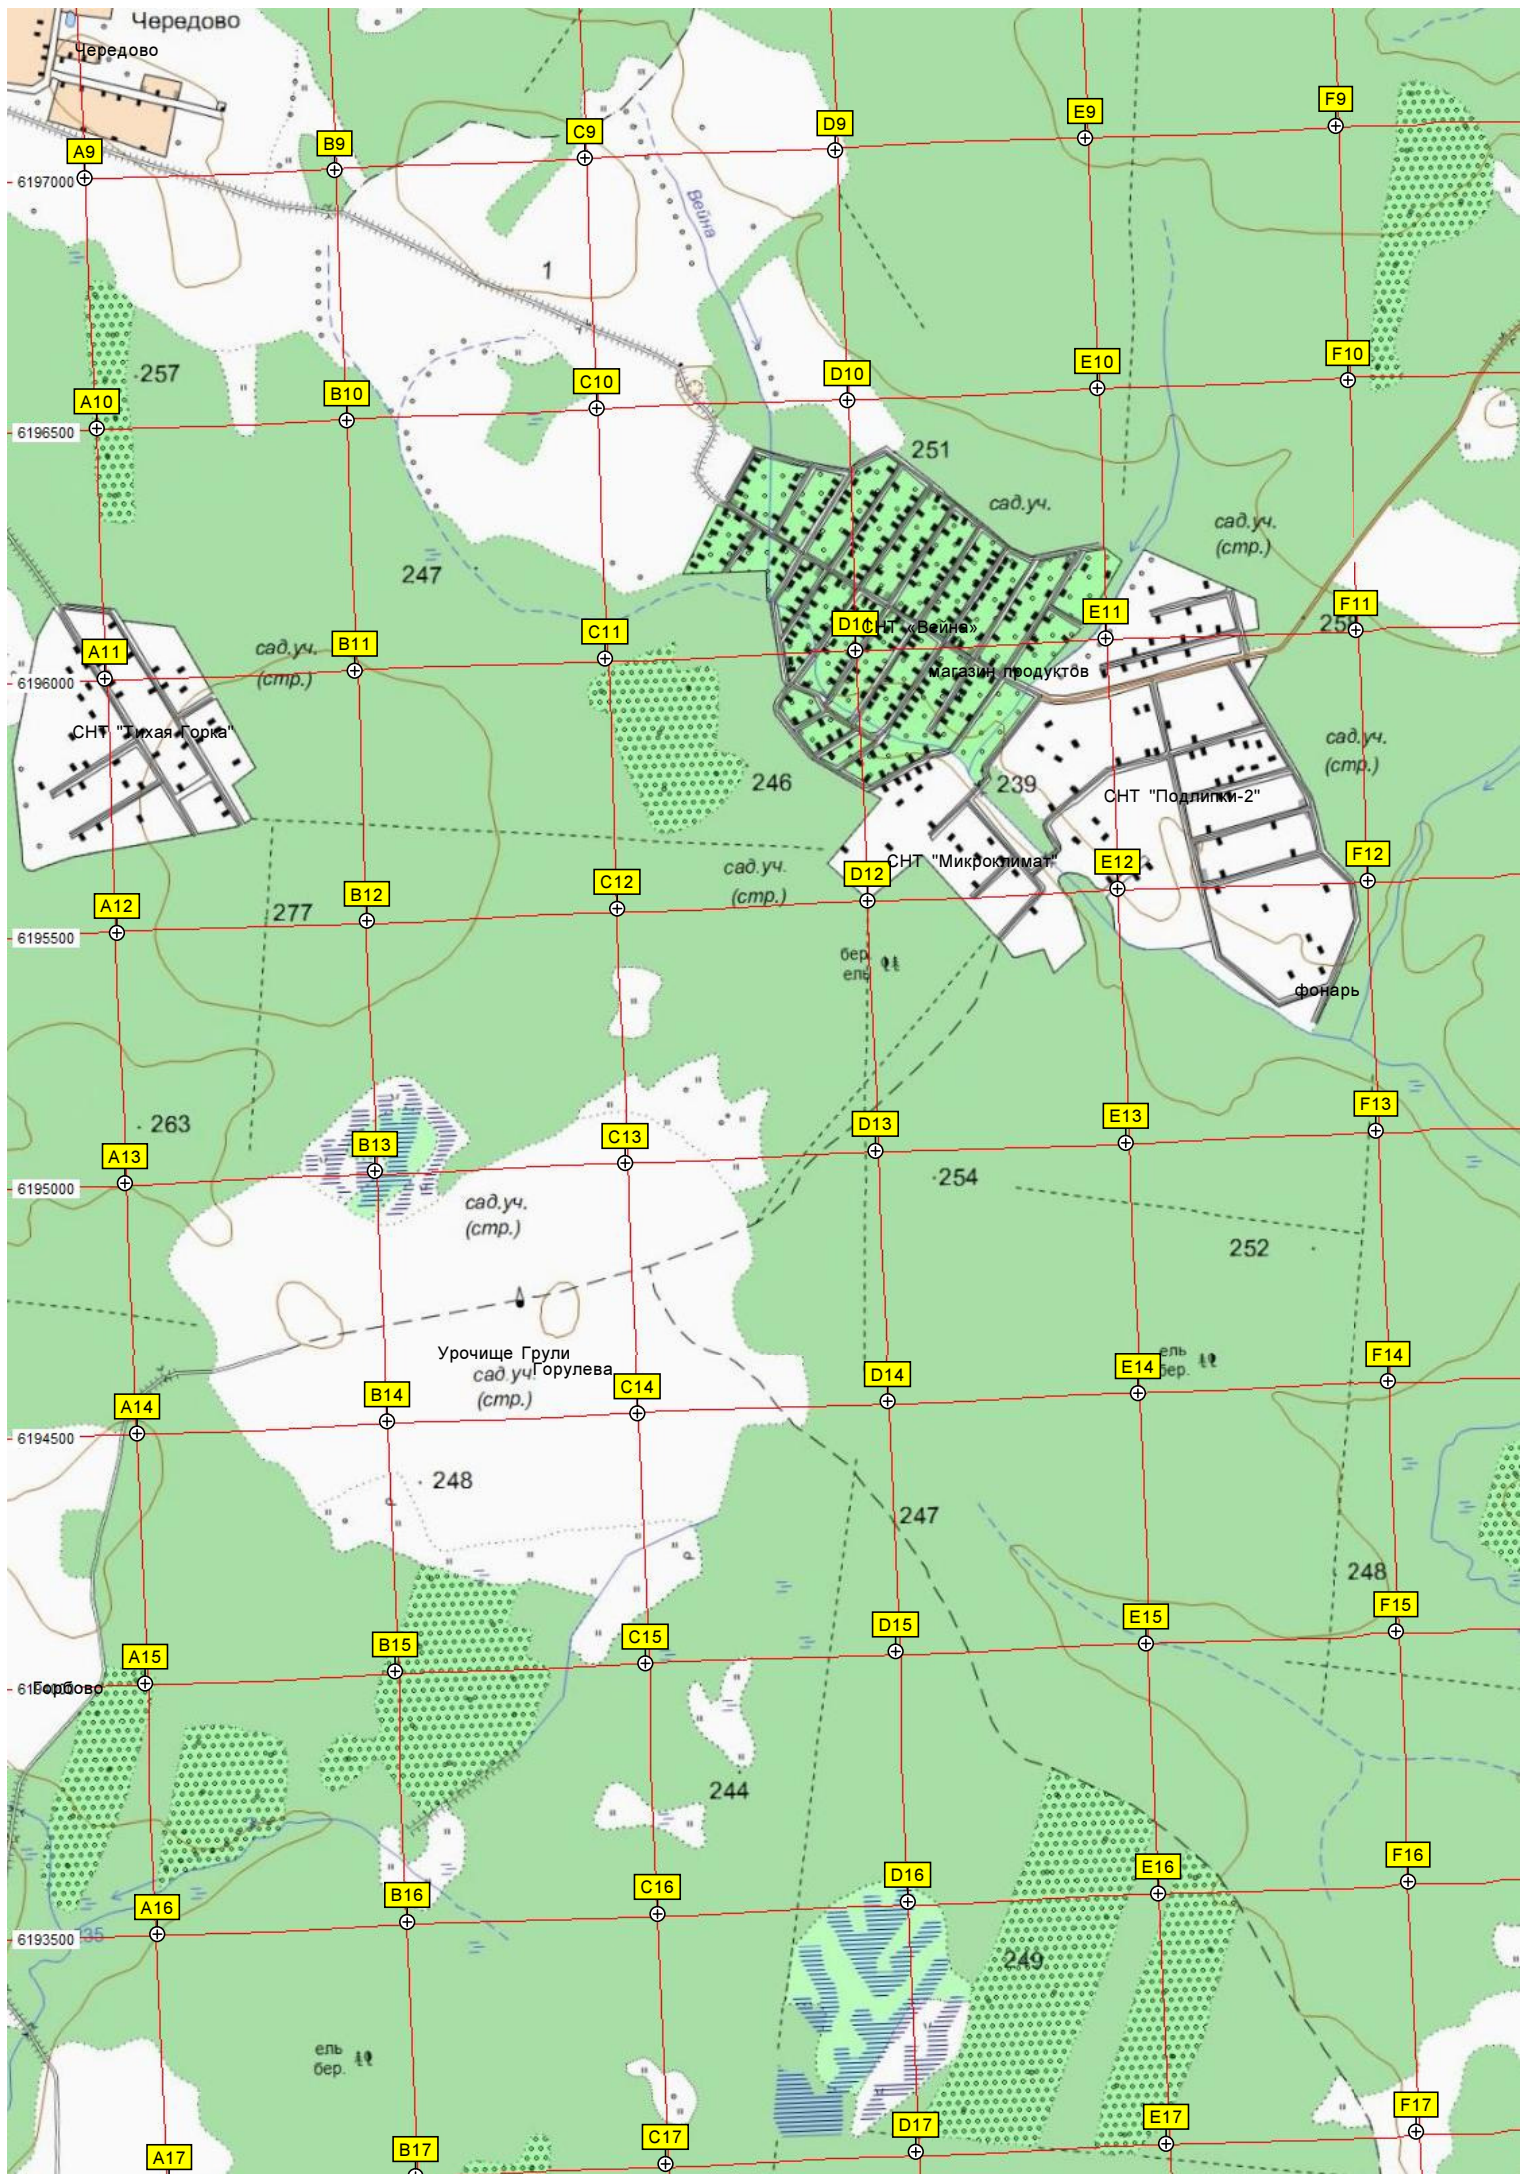 Чередово
Чередово
F9
E9
D9
C9
B9
A9
6197000
Вейна
1
257
F10
E10
D10
C10
B10
A10
6196500
251
сад.уч.
сад.уч.
(стр.)
247
F11
E11
СНТ «Вейна»
C11
B11
A11
сад.уч.
(стр.)
магазин продуктов
6196000
СНТ "Тихая Горка"
сад.уч.
(стр.)
246
239
СНТ "Подлипки-2"
F12
E12
СНТ "Микроклимат"
D12
C12
B12
A12
сад.уч.
(стр.)
277
6195500
бер.
ель
фонарь
263
F13
E13
D13
C13
B13
A13
254
6195000
сад.уч.
(стр.)
252
Урочище Грули
Горулева
сад.уч.
(стр.)
ель
бер.
F14
E14
D14
C14
B14
A14
6194500
248
247
248
F15
E15
D15
C15
B15
A15
Горбово
244
F16
E16
D16
C16
B16
A16
6193500
249
ель
бер.
F17
E17
D17
C17
B17
A17